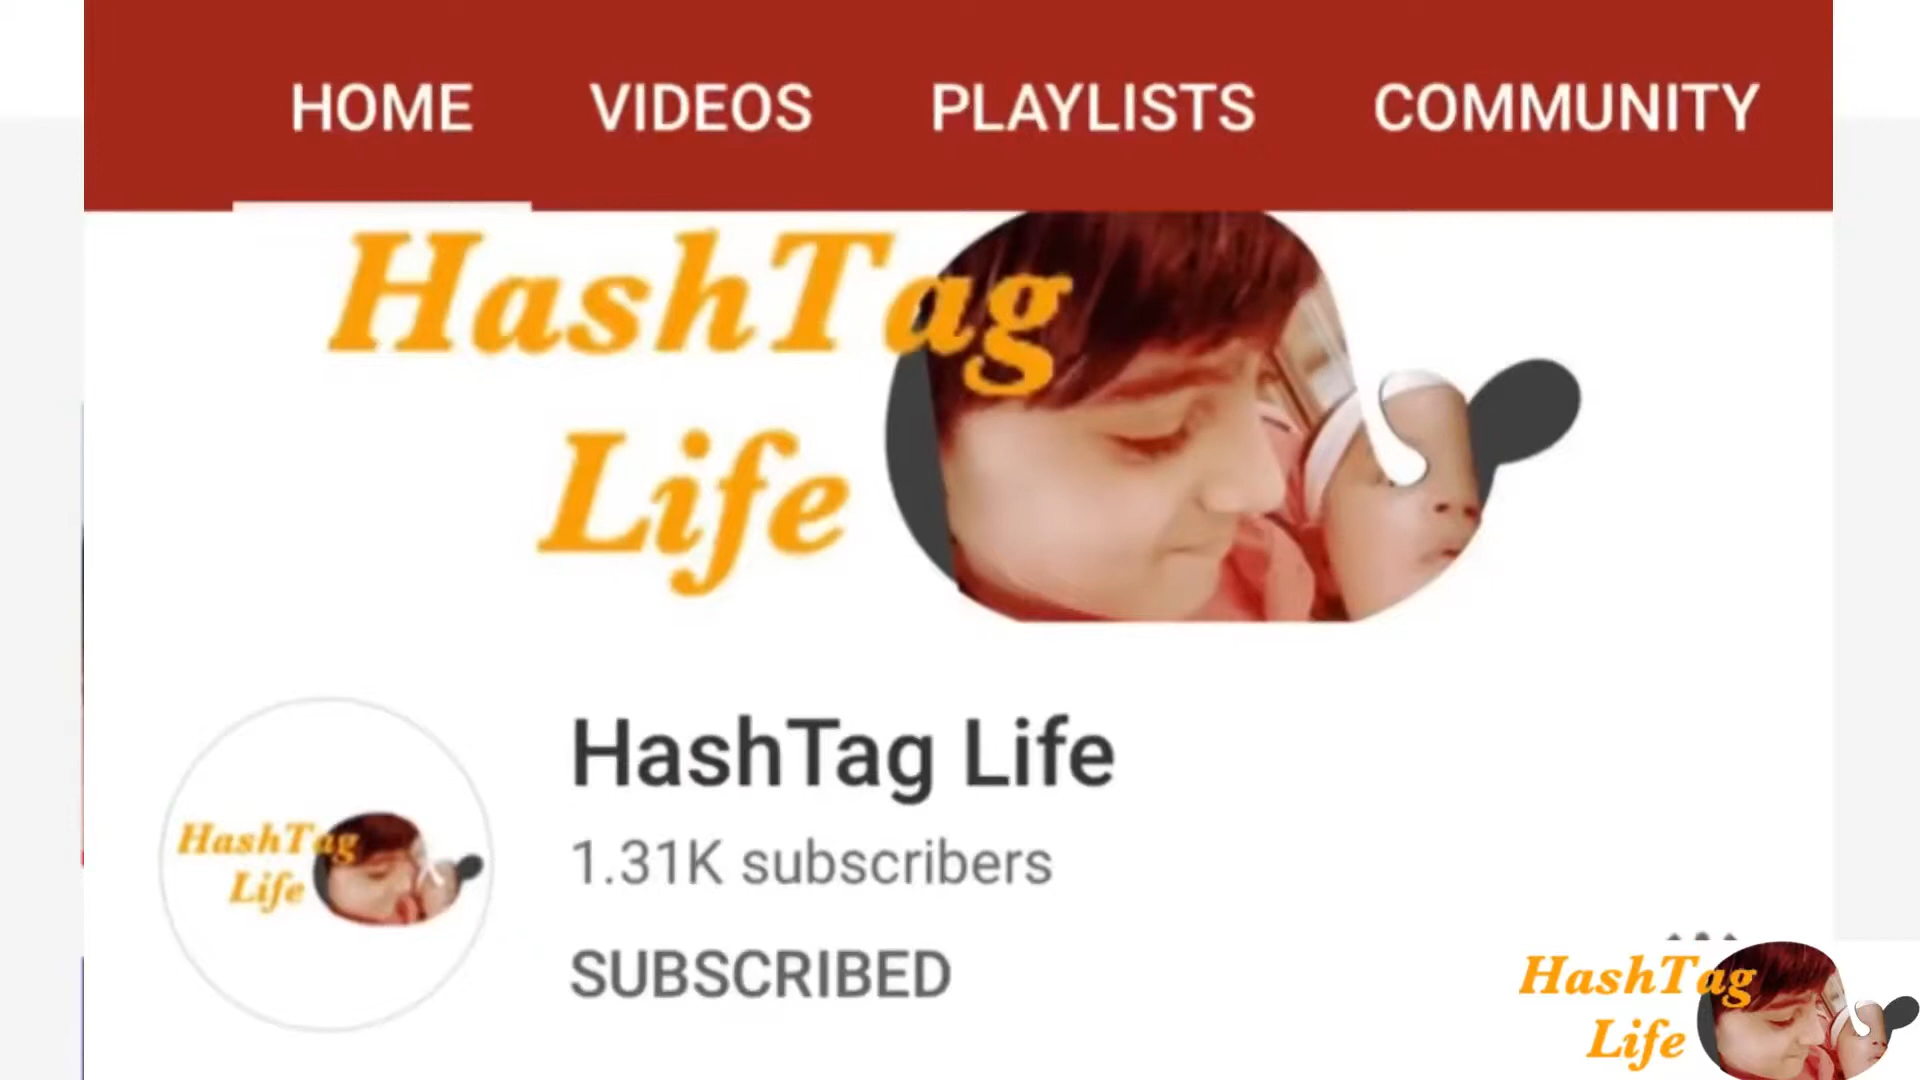 HOME VIDEOS PLAYLISTS COMMUNITY
HashTag
Life
HashTag Life
1.31K subscribers
SUBSCRIBED
HashTag
Life
HashTag
Life